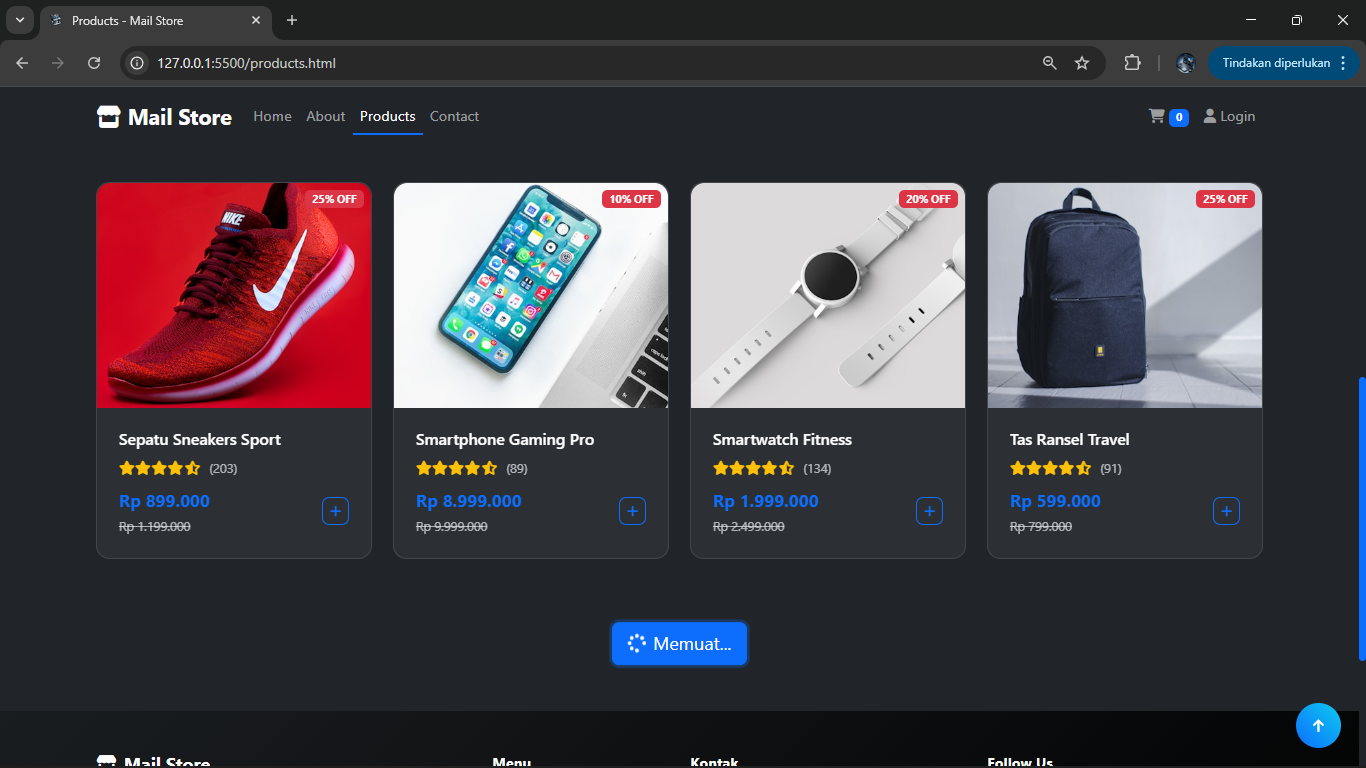 Products - Mail Store
127.0.0.1:5500/products.html
Tindakan diperlukan
Mail Store
Home
About
Products
Contact
0
Login
25% OFF
10% OFF
20% OFF
25% OFF
NIKE
Sepatu Sneakers Sport
(203)
Rp 899.000
Rp 1.199.000
+
Smartphone Gaming Pro
(89)
Rp 8.999.000
Rp 9.999.000
+
Smartwatch Fitness
(134)
Rp 1.999.000
Rp 2.499.000
+
Tas Ransel Travel
(91)
Rp 599.000
Rp 799.000
+
Memuat...
Mail Store
Menu
Kontak
Follow Us